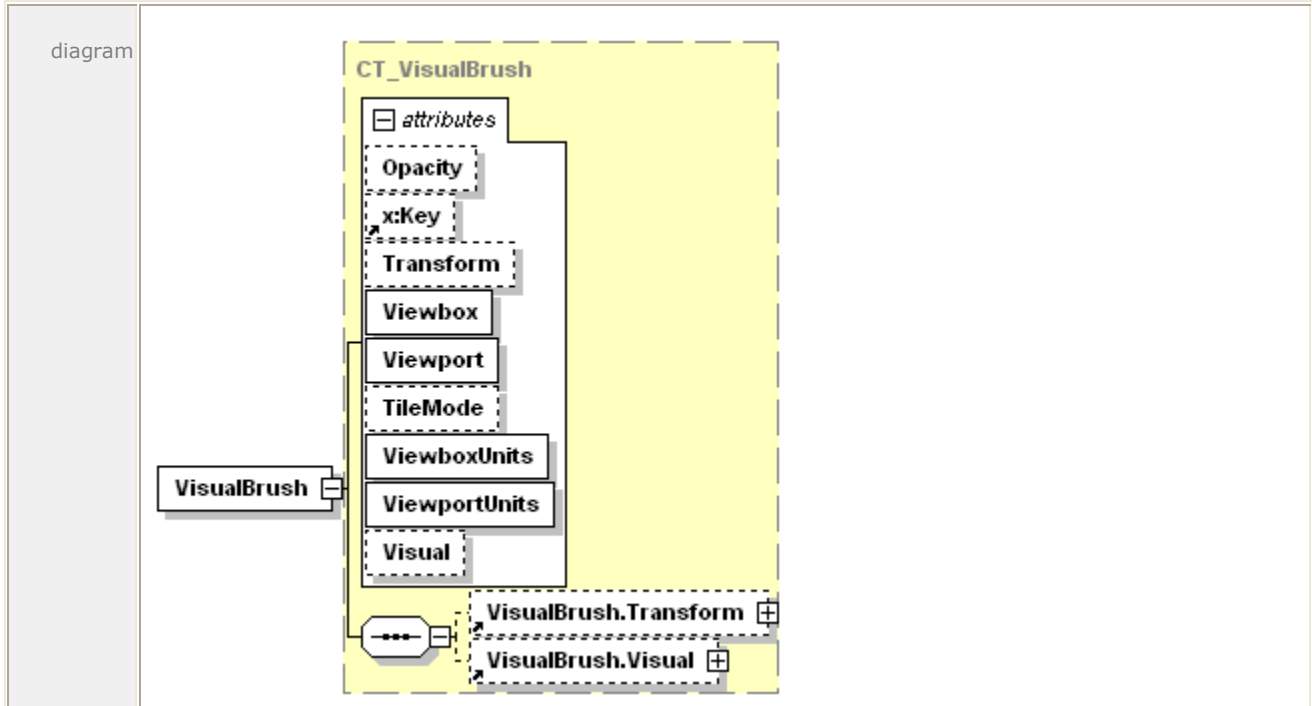 diagram
CT_VisualBrush
attributes
Opacity
x:Key
Transform
Viewbox
Viewport
TileMode
ViewboxUnits
VisualBrush
ViewportUnits
Visual
VisualBrush.Transform
VisualBrush.Visual